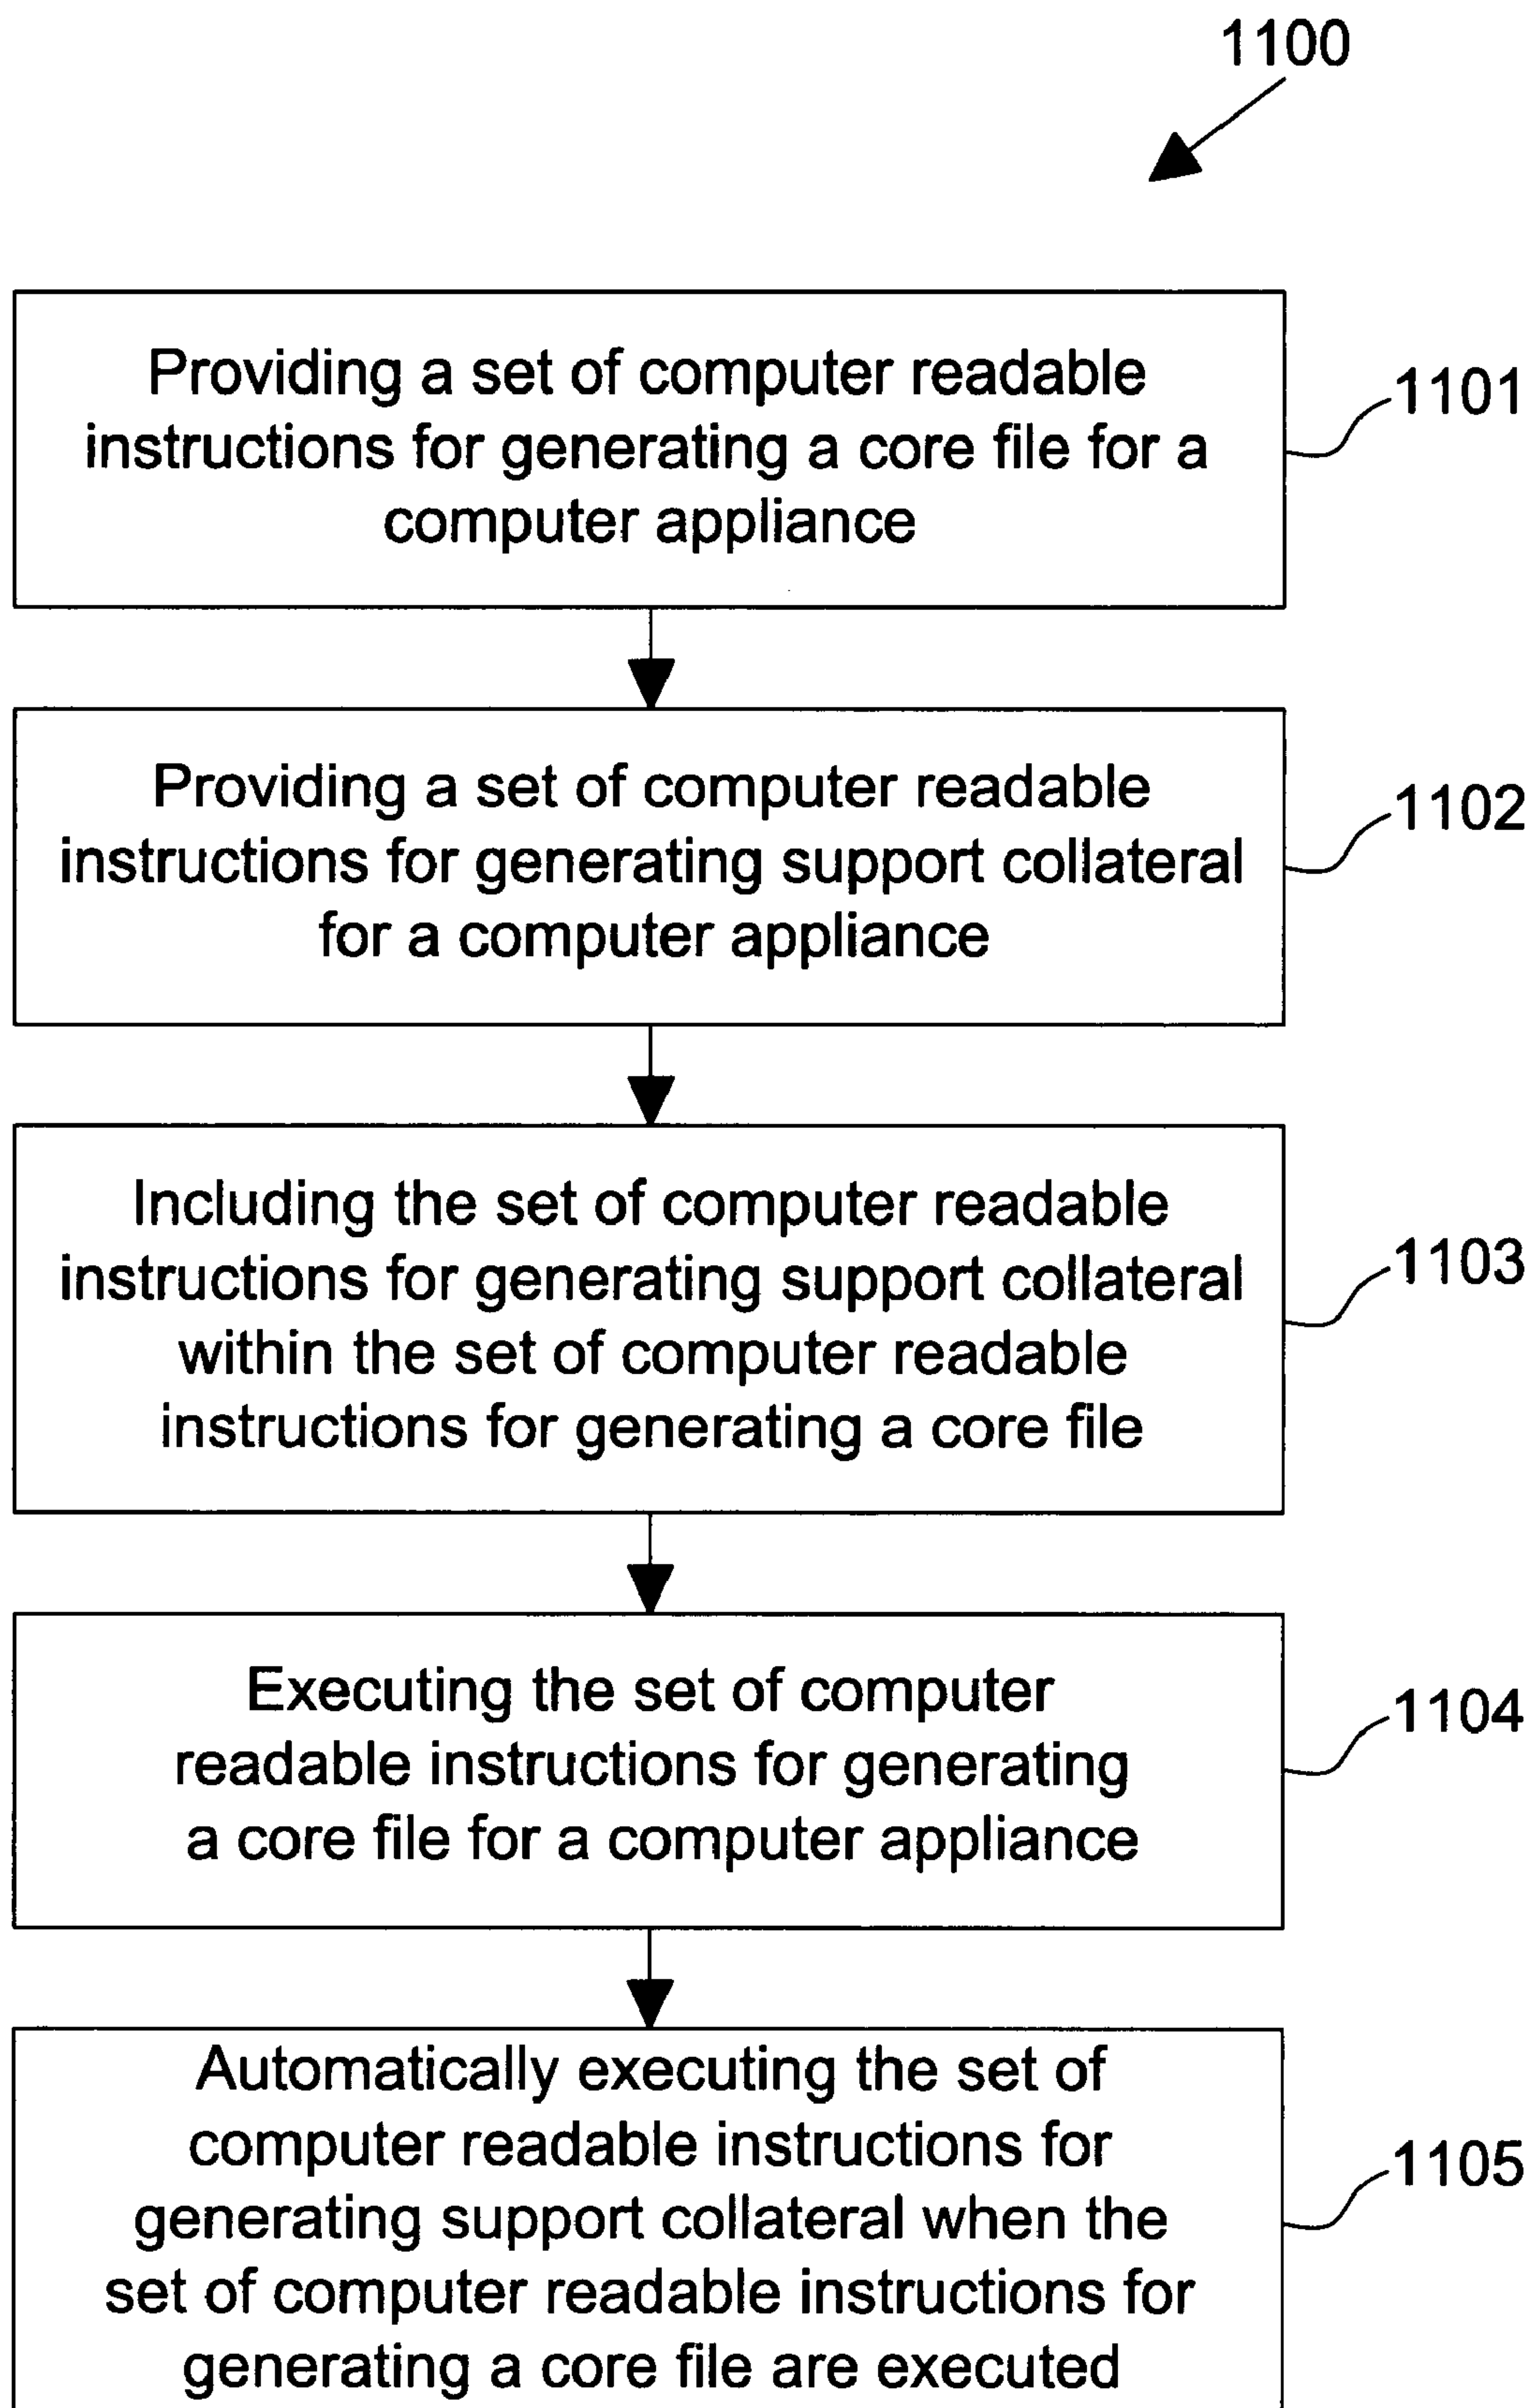 1100
Providing a set of computer readable
instructions for generating a core file for a
computer appliance
1101
Providing a set of computer readable
instructions for generating support collateral
for a computer appliance
1102
Including the set of computer readable
instructions for generating support collateral
within the set of computer readable
instructions for generating a core file
1103
Executing the set of computer
readable instructions for generating
a core file for a computer appliance
1104
Automatically executing the set of
computer readable instructions for
generating support collateral when the
set of computer readable instructions for
generating a core file are executed
1105